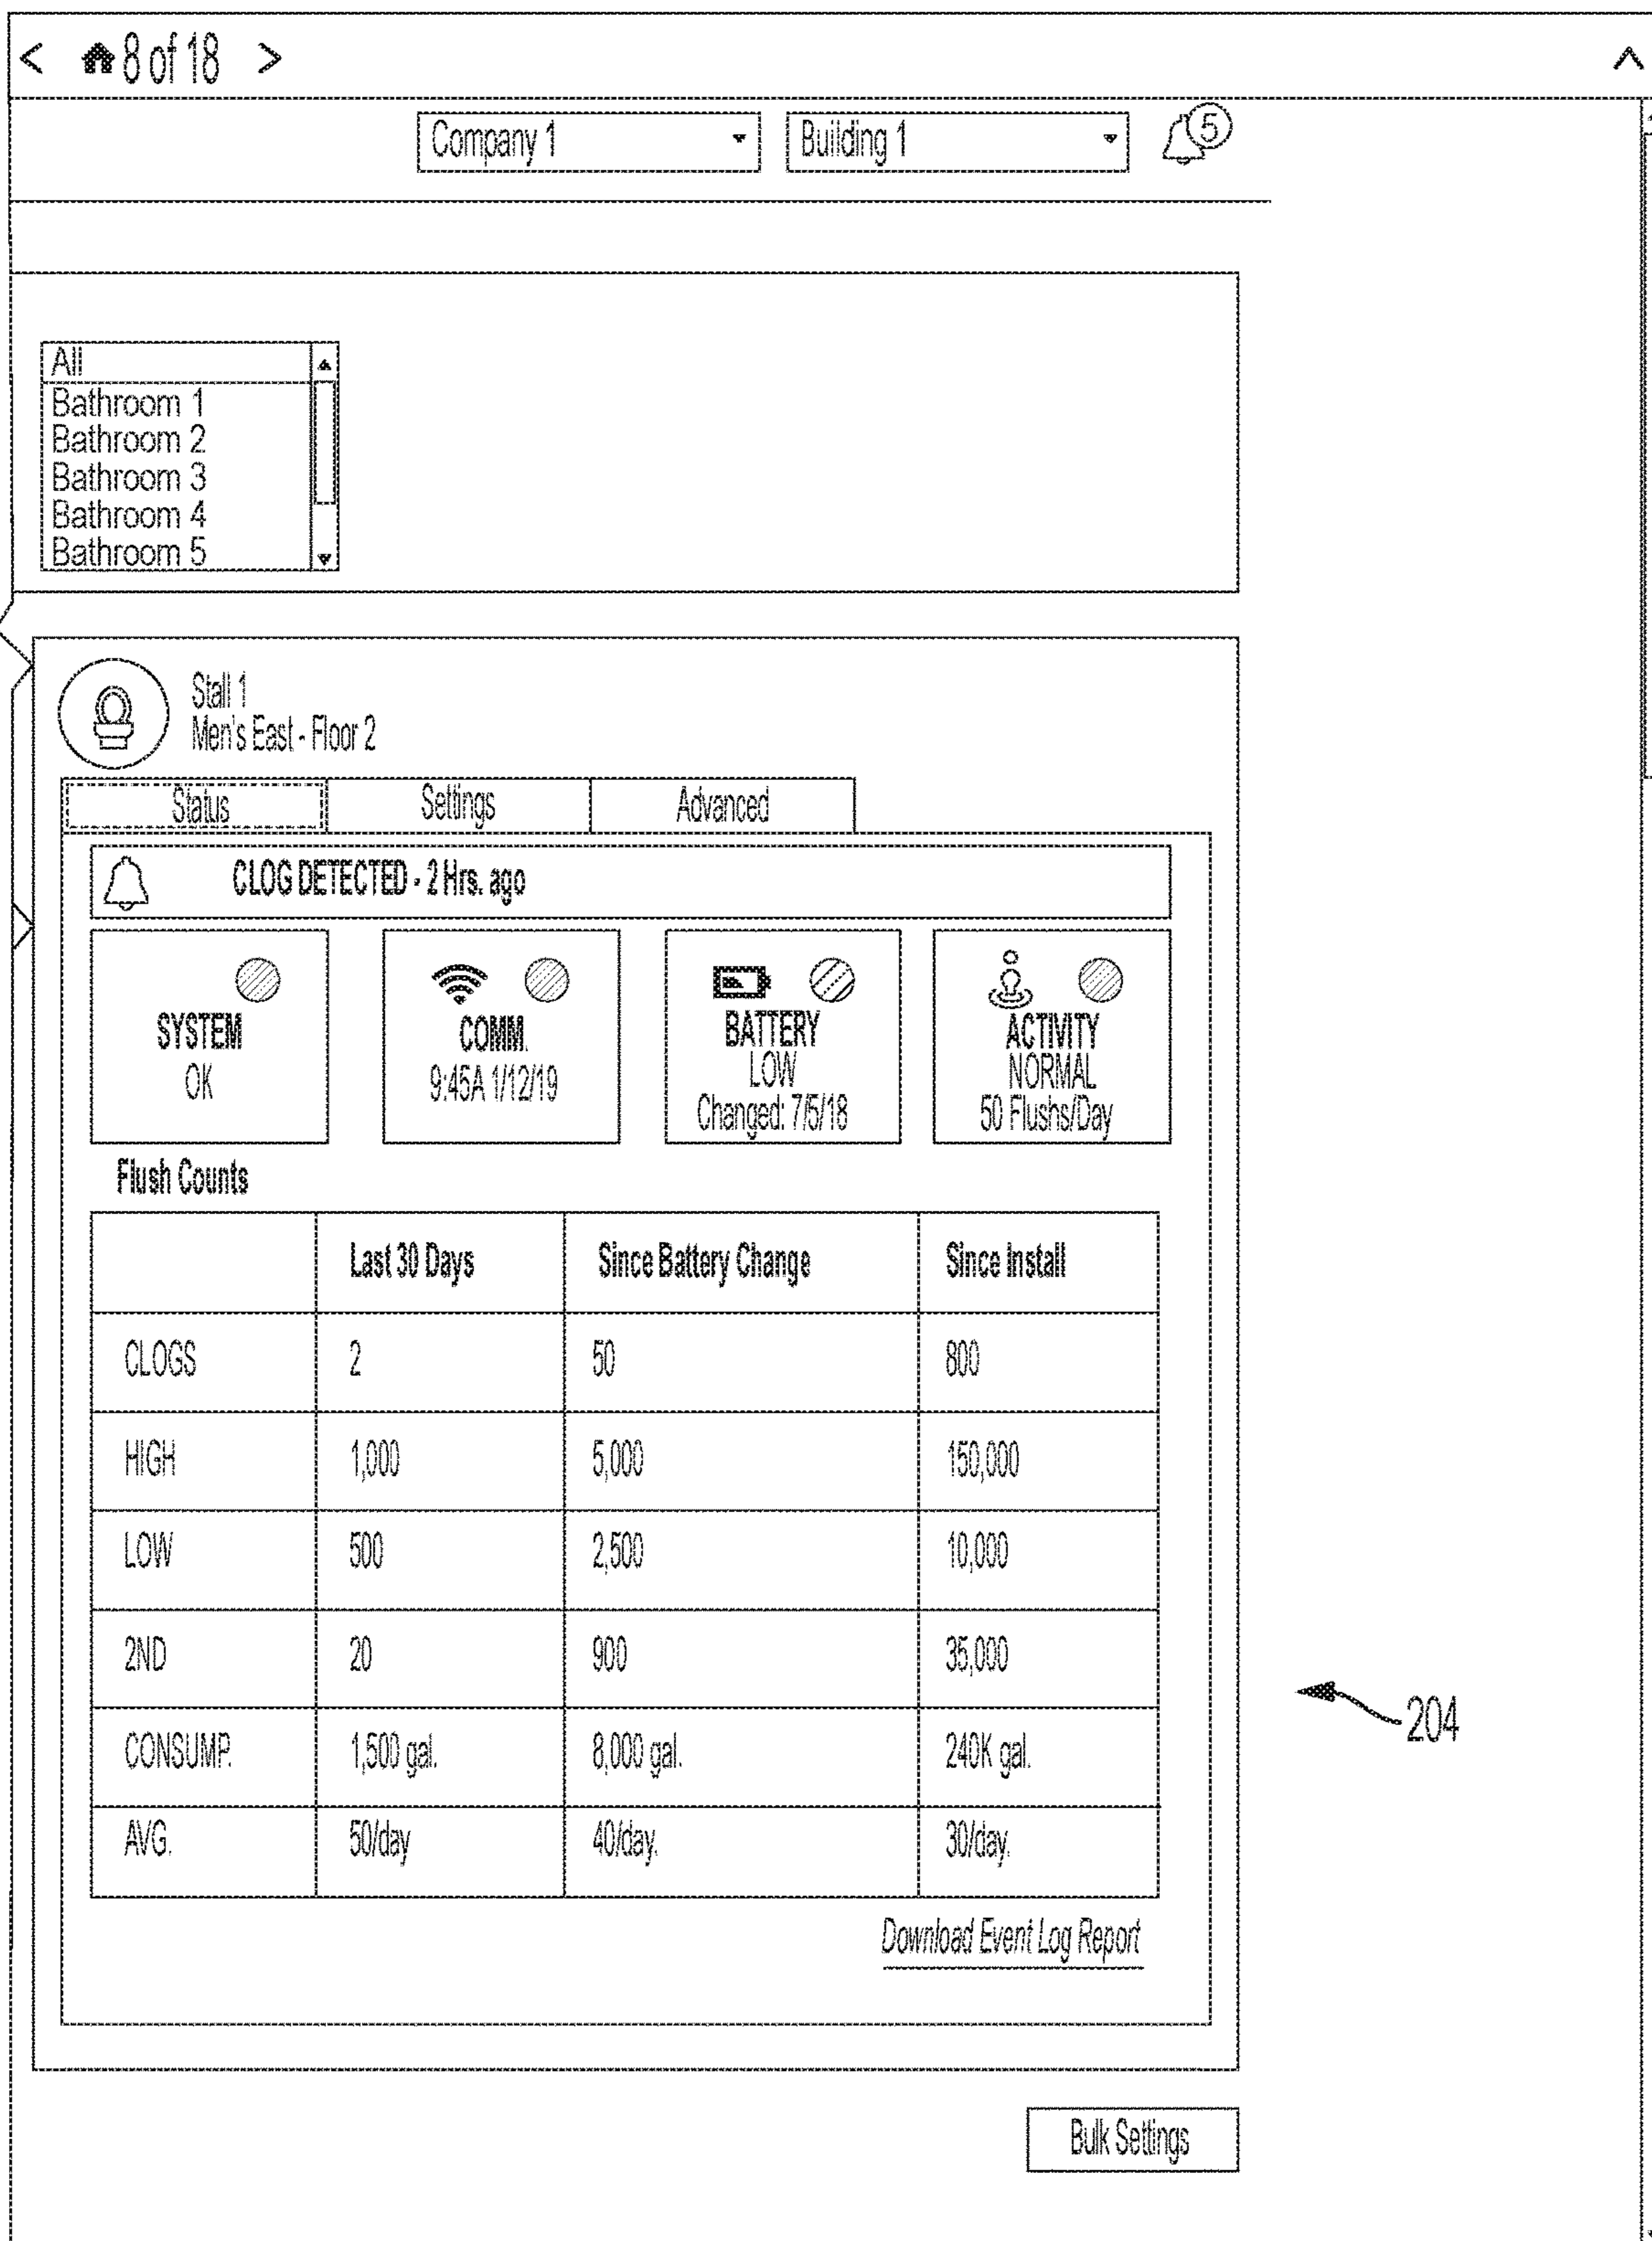 8 of 18
Company 1
Building 1
5
All
Bathroom 1
Bathroom 2
Bathroom 3
Bathroom 4
Bathroom 5
Stall 1
Men's East - Floor 2
Status Settings Advanced
CLOG DETECTED - 2 Hrs. ago
SYSTEM
OK
COMM.
9:45A 1/12/19
BATTERY
LOW
Changed: 7/5/18
ACTIVITY
NORMAL
50 Flushs/Day
Flush Counts
Last 30 Days Since Battery Change Since Install
CLOGS 2 50 800
HIGH 1,000 5,000 150,000
LOW 500 2,500 10,000
2ND 20 900 35,000
CONSUMP. 1,500 gal. 8,000 gal. 240K gal.
AVG. 50/day 40/day. 30/day.
Download Event Log Report
204
Bulk Settings